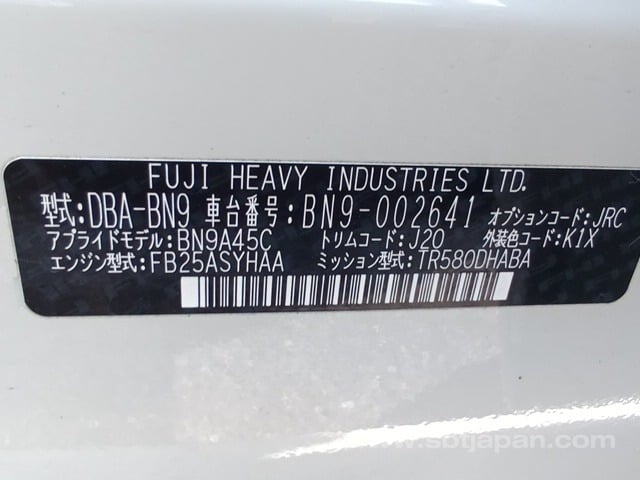 FUJI HEAVY INDUSTRIES LTD.
型式:DBA-BN9 車台番号:BN9-002641 オプションコード:JRC
アプライドモデル:BN9A45C トリムコード:J20 外装色コード:K1X
エンジン型式:FB25ASYHAA ミッション型式:TR580DHABA
www.sbtjapan.com